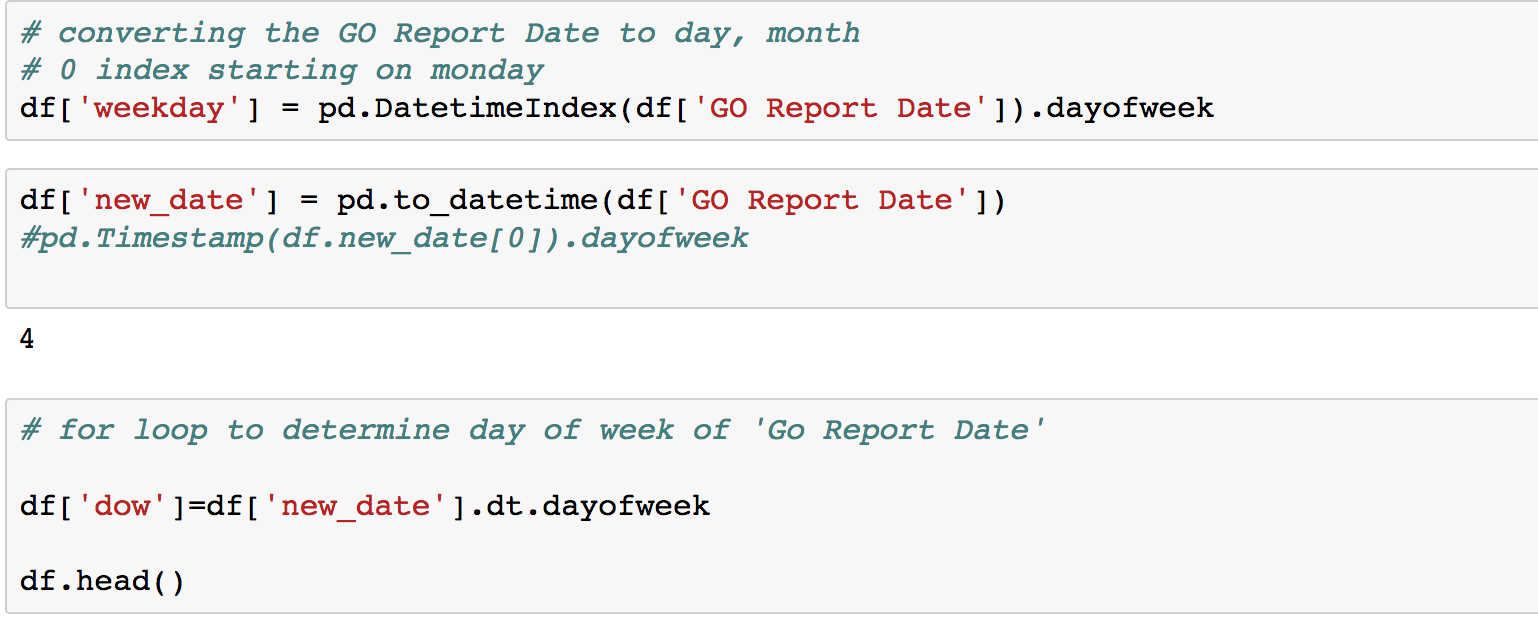 # converting the GO Report Date to day, month
# 0 index starting on monday
df['weekday'] = pd.DatetimeIndex(df['GO Report Date']).dayofweek
df['new_date'] = pd.to_datetime(df['GO Report Date'])
#pd.Timestamp(df.new_date[0]).dayofweek
4
# for loop to determine day of week of 'Go Report Date'
df['dow']=df['new_date'].dt.dayofweek
df.head()